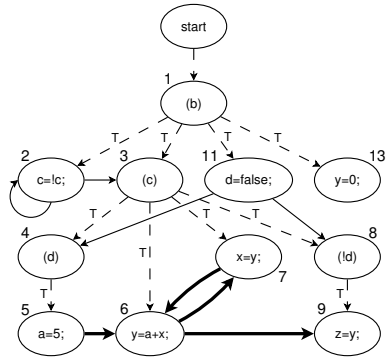 start
1
(b)
T T T T
2 3 11 13
c=!c; (c) d=false; y=0;
T T T T
4 8
(d) x=y; (!d)
7
T T
5 6 9
a=5; y=a+x; z=y;